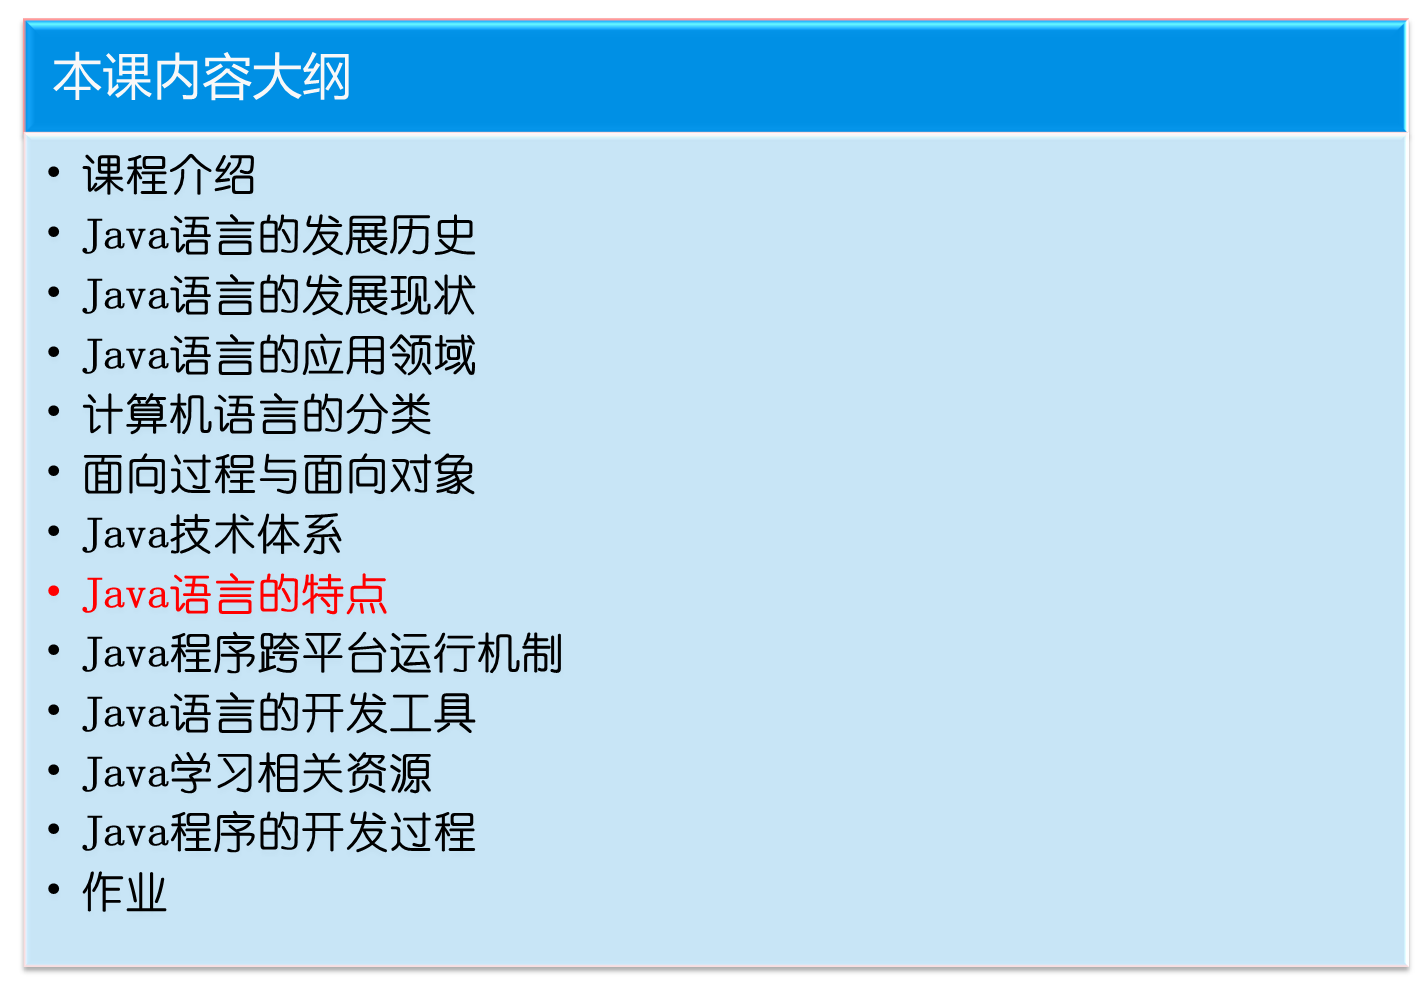 本课内容大纲
• 课程介绍
• Java语言的发展历史
• Java语言的发展现状
• Java语言的应用领域
• 计算机语言的分类
• 面向过程与面向对象
• Java技术体系
• Java语言的特点
• Java程序跨平台运行机制
• Java语言的开发工具
• Java学习相关资源
• Java程序的开发过程
• 作业